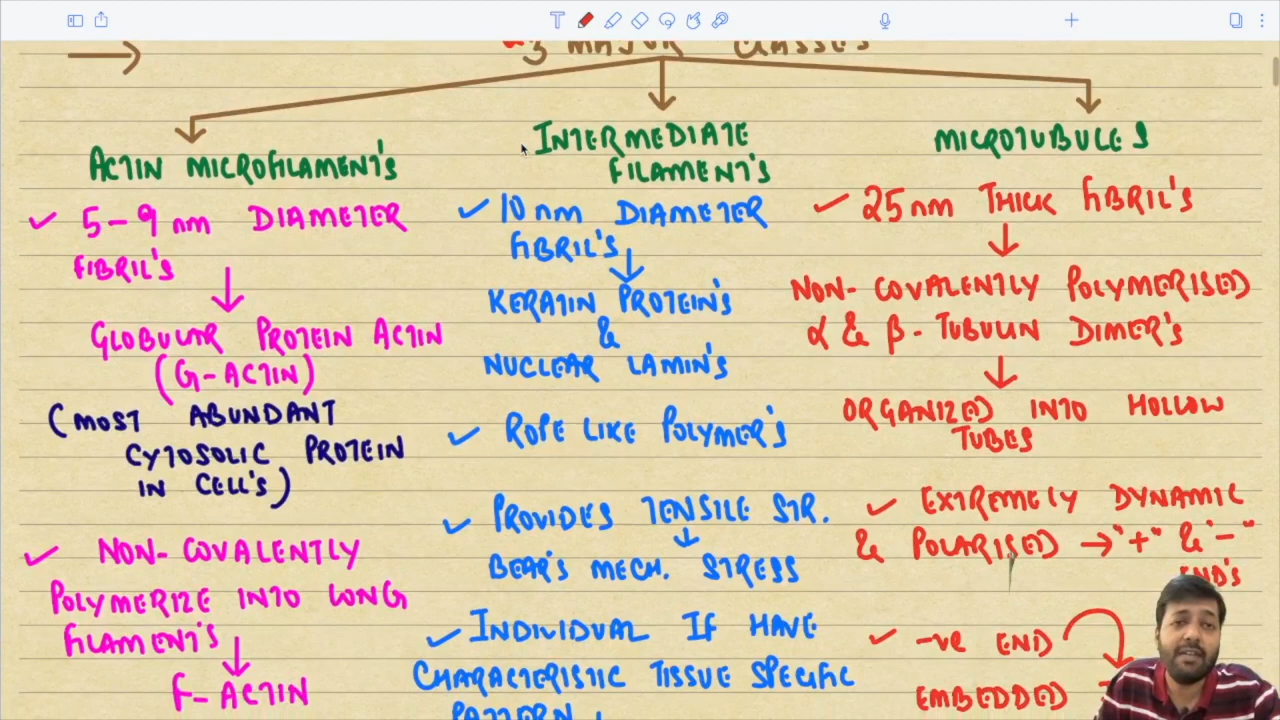 3 MAJOR CLASSES
ACTIN MICROFILAMENT'S
✓ 5-9 nm DIAMETER
FIBRIL'S
GLOBULAR PROTEIN ACTIN
(G-ACTIN)
(MOST ABUNDANT
CYTOSOLIC PROTEIN
IN CELL'S)
✓ NON-COVALENTLY
POLYMERIZE INTO LONG
FILAMENT'S
F-ACTIN
INTERMEDIATE
FILAMENT'S
✓ 10 nm DIAMETER
FIBRIL'S
KERATIN PROTEIN'S
&
NUCLEAR LAMIN'S
✓ ROPE LIKE POLYMER'S
✓ PROVIDES TENSILE STR.
BEAR'S MECH. STRESS
✓ INDIVIDUAL IF HAVE
CHARACTERISTIC TISSUE SPECIFIC
PATTERN
MICROTUBULES
✓ 25 nm THICK FIBRIL'S
NON-COVALENTLY POLYMERISED
α & β-TUBULIN DIMER'S
ORGANIZED INTO HOLLOW
TUBES
✓ EXTREMELY DYNAMIC
& POLARISED → "+" & "-"
END'S
✓ -ve END
EMBEDDED